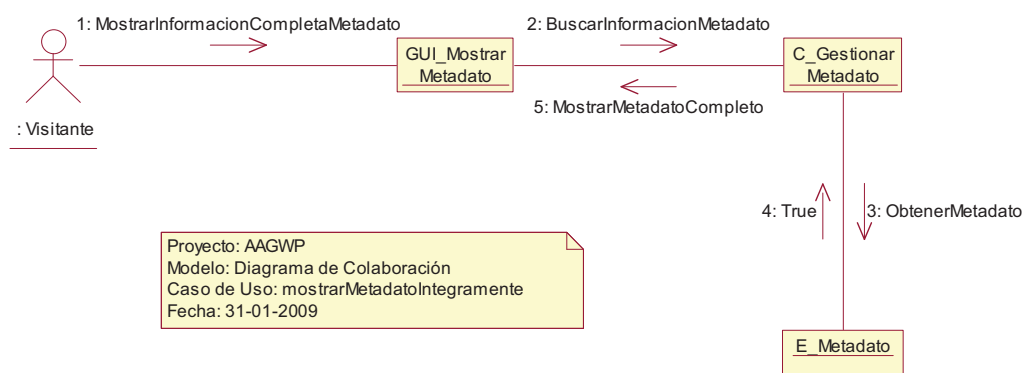 1: MostrarInformacionCompletaMetadato
2: BuscarInformacionMetadato
GUI_Mostrar
Metadato
C_Gestionar
Metadato
5: MostrarMetadatoCompleto
: Visitante
4: True
3: ObtenerMetadato
Proyecto: AAGWP
Modelo: Diagrama de Colaboración
Caso de Uso: mostrarMetadatoIntegramente
Fecha: 31-01-2009
E_Metadato